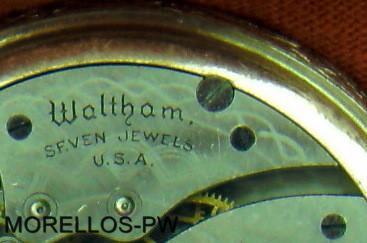 Waltham.
SEVEN JEWELS
U.S.A.
MORELLOS-PW